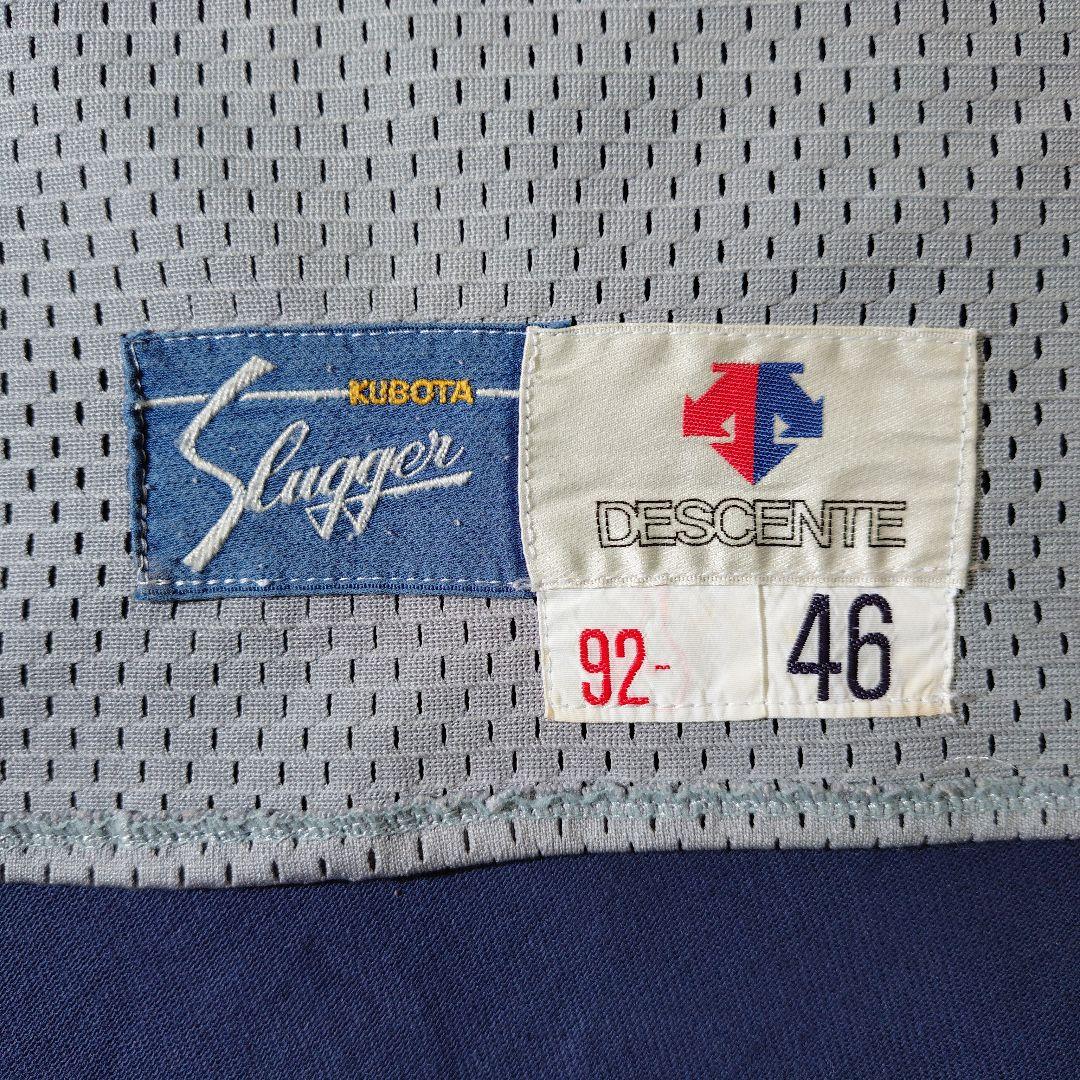 KUBOTA
Slugger
DESCENTE
92-
46